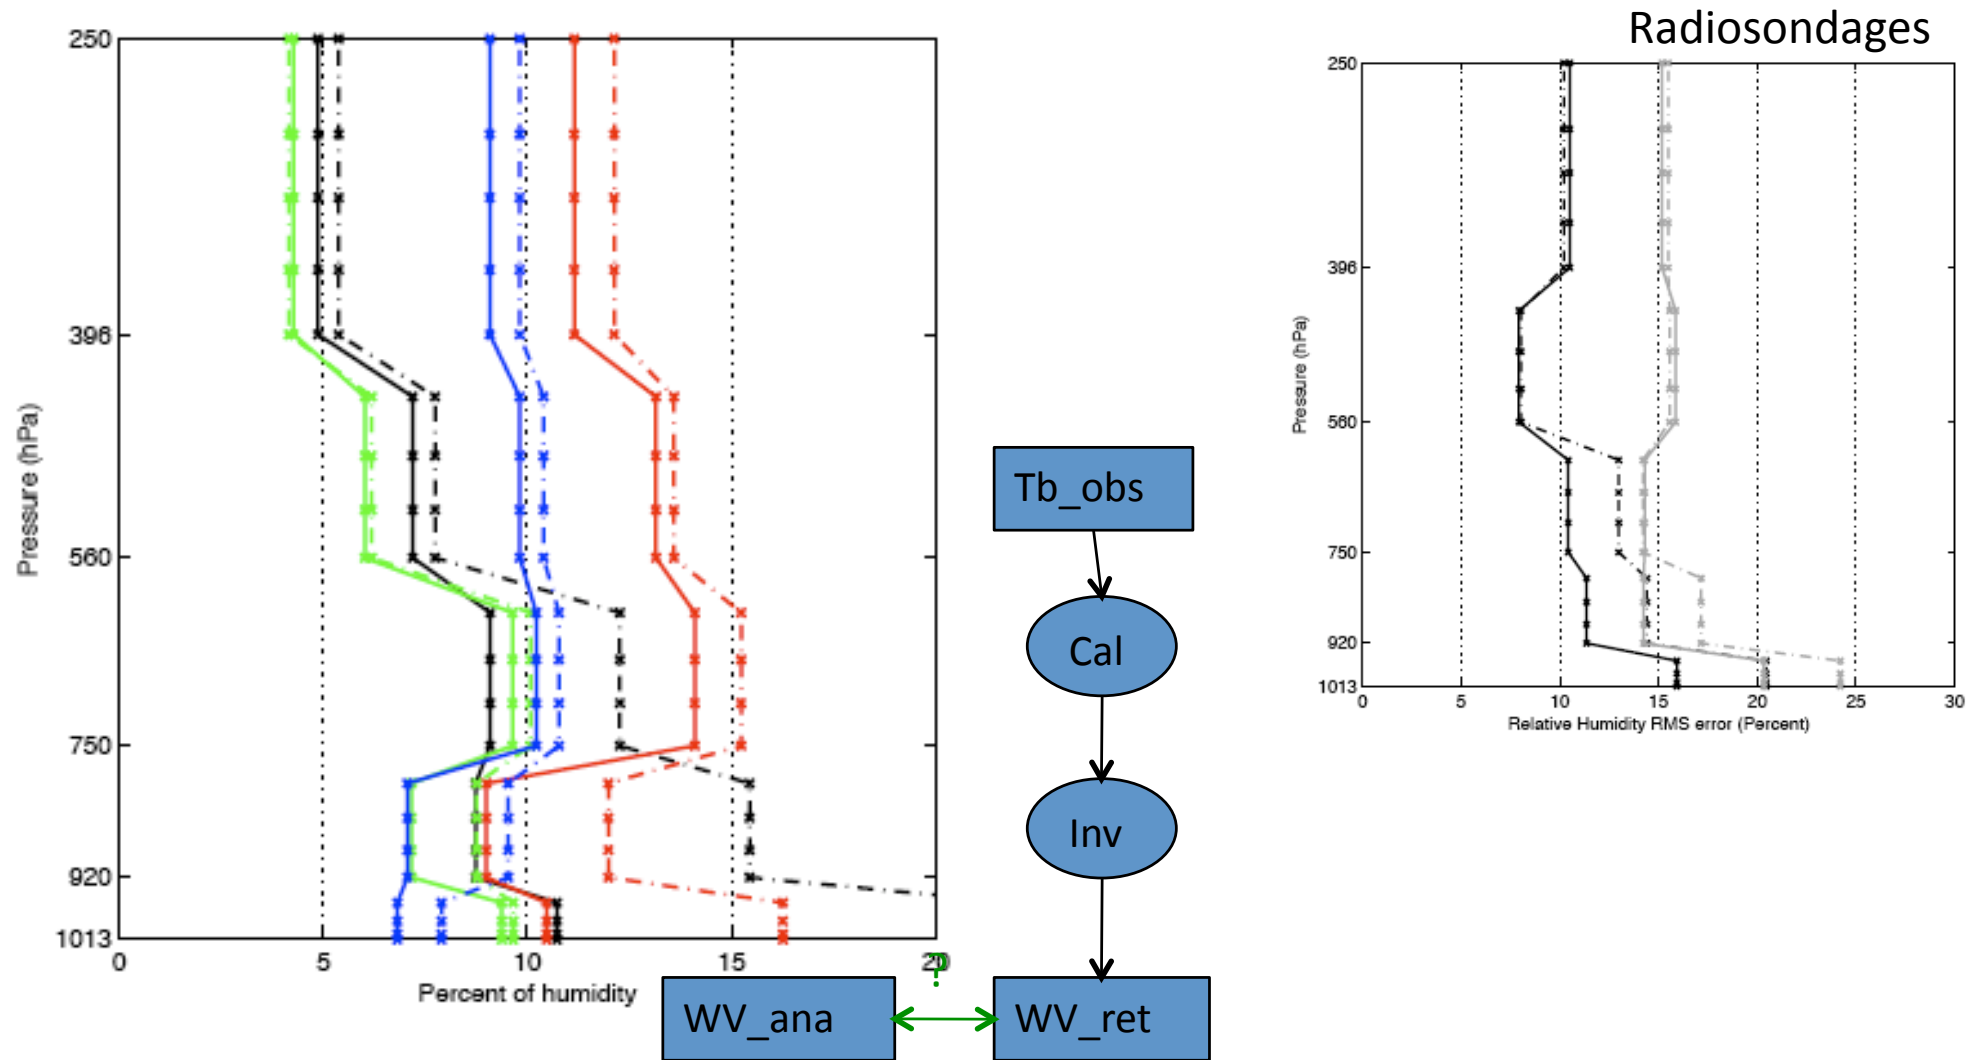 Radiosondages
250
396
560
750
920
1013
0
5
10
15
20
Pressure (hPa)
Percent of humidity
250
396
560
750
920
1013
0
5
10
15
20
25
30
Pressure (hPa)
Relative Humidity RMS error (Percent)
Tb_obs
Cal
Inv
?
WV_ana
WV_ret